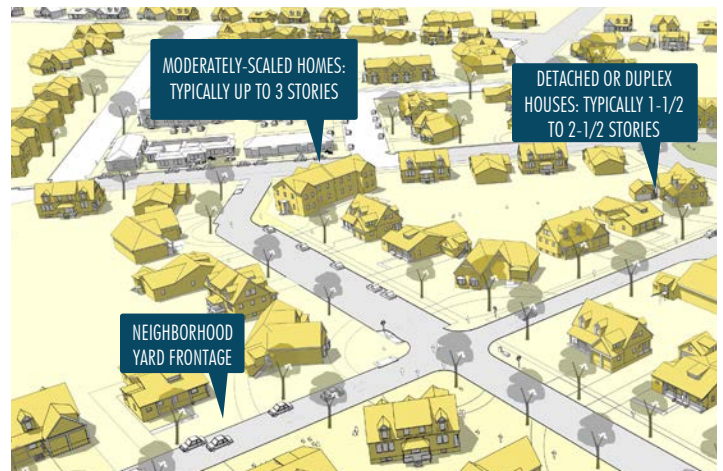 MODERATELY-SCALED HOMES:
TYPICALLY UP TO 3 STORIES
DETACHED OR DUPLEX
HOUSES: TYPICALLY 1-1/2
TO 2-1/2 STORIES
NEIGHBORHOOD
YARD FRONTAGE